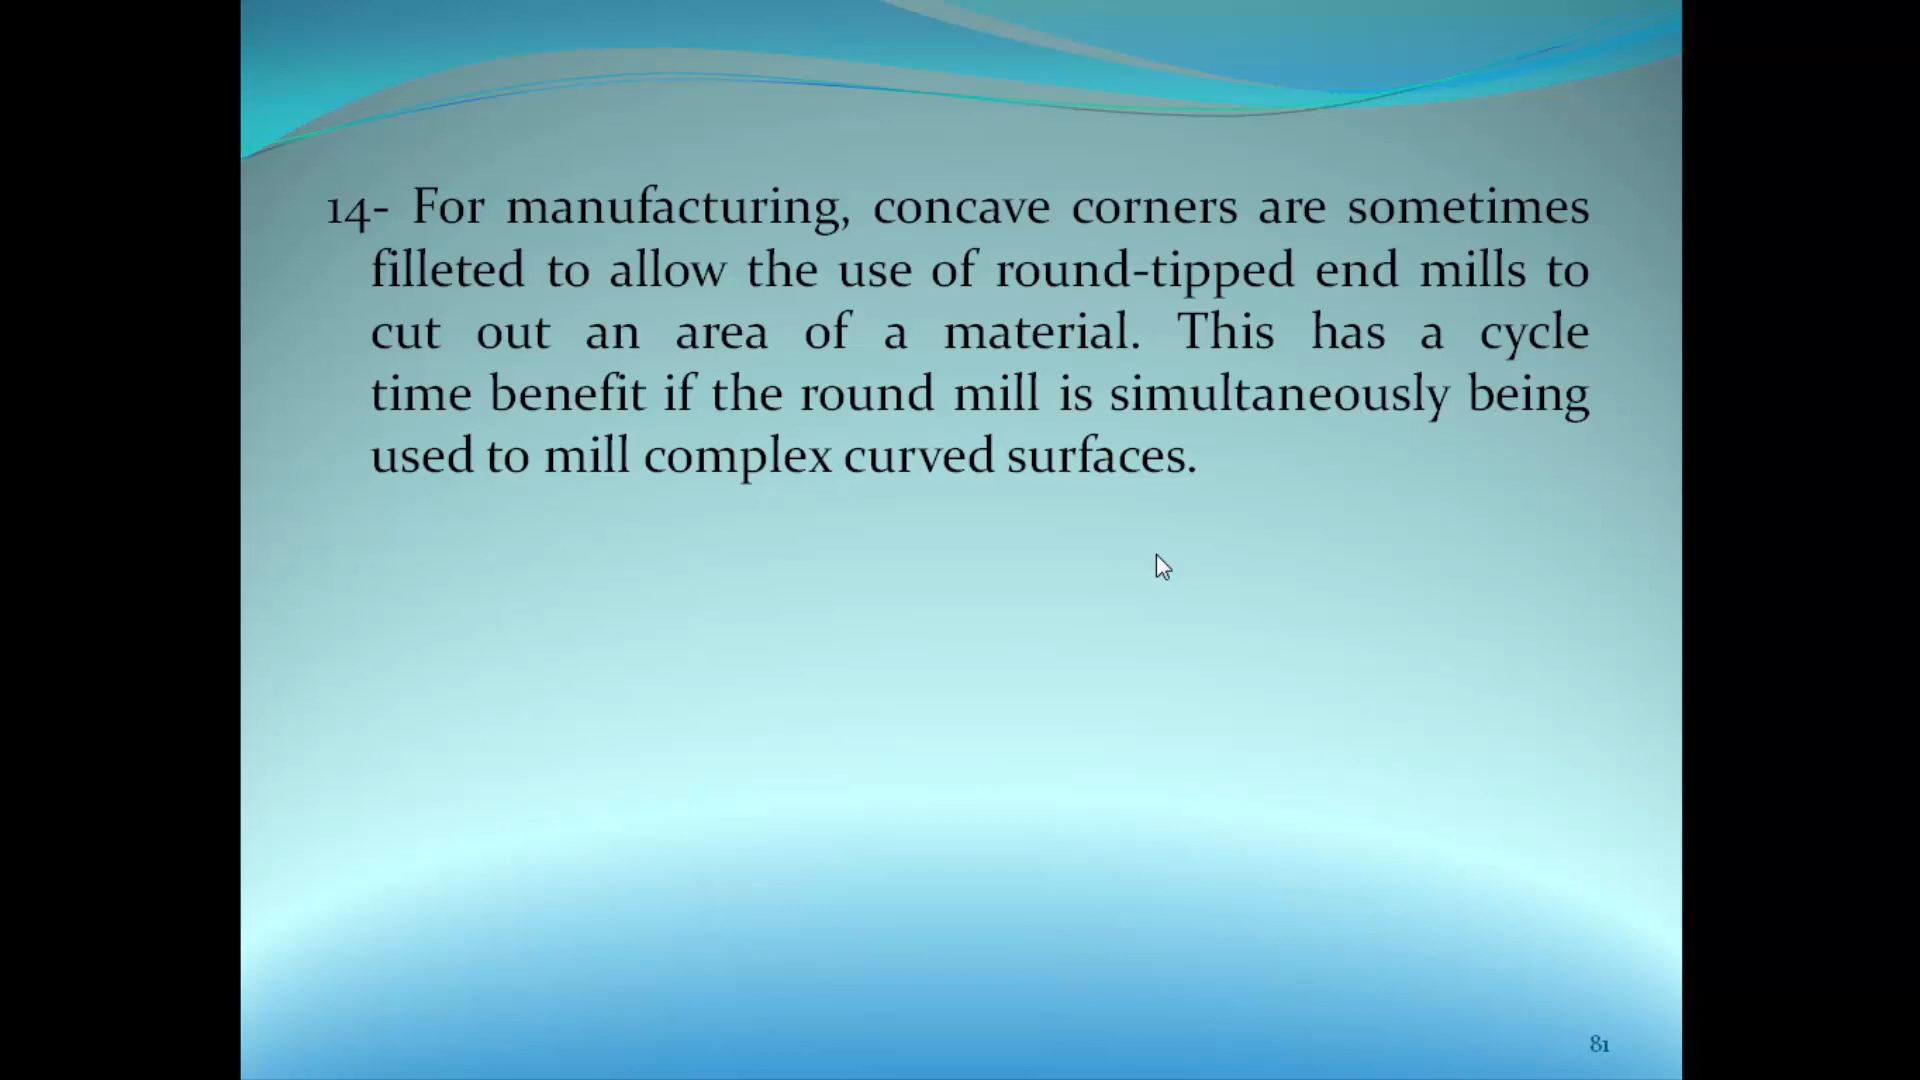 14- For manufacturing, concave corners are sometimes
filleted to allow the use of round-tipped end mills to
cut out an area of a material. This has a cycle
time benefit if the round mill is simultaneously being
used to mill complex curved surfaces.
81